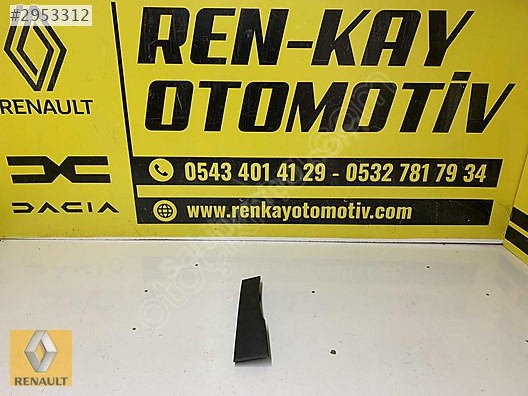 #2953312
REN-KAY
OTOMOTİV
RENAULT
0543 401 41 29 - 0532 781 79 34
DACIA
www.renkayotomotiv.com
RENAULT